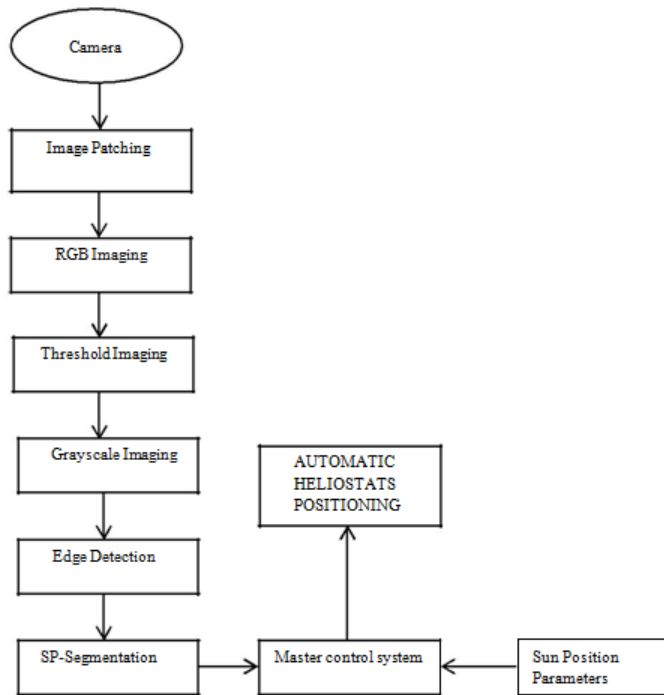 Camera
Image Patching
RGB Imaging
Threshold Imaging
Grayscale Imaging
AUTOMATIC
HELIOSTATS
POSITIONING
Edge Detection
SP-Segmentation
Master control system
Sun Position
Parameters